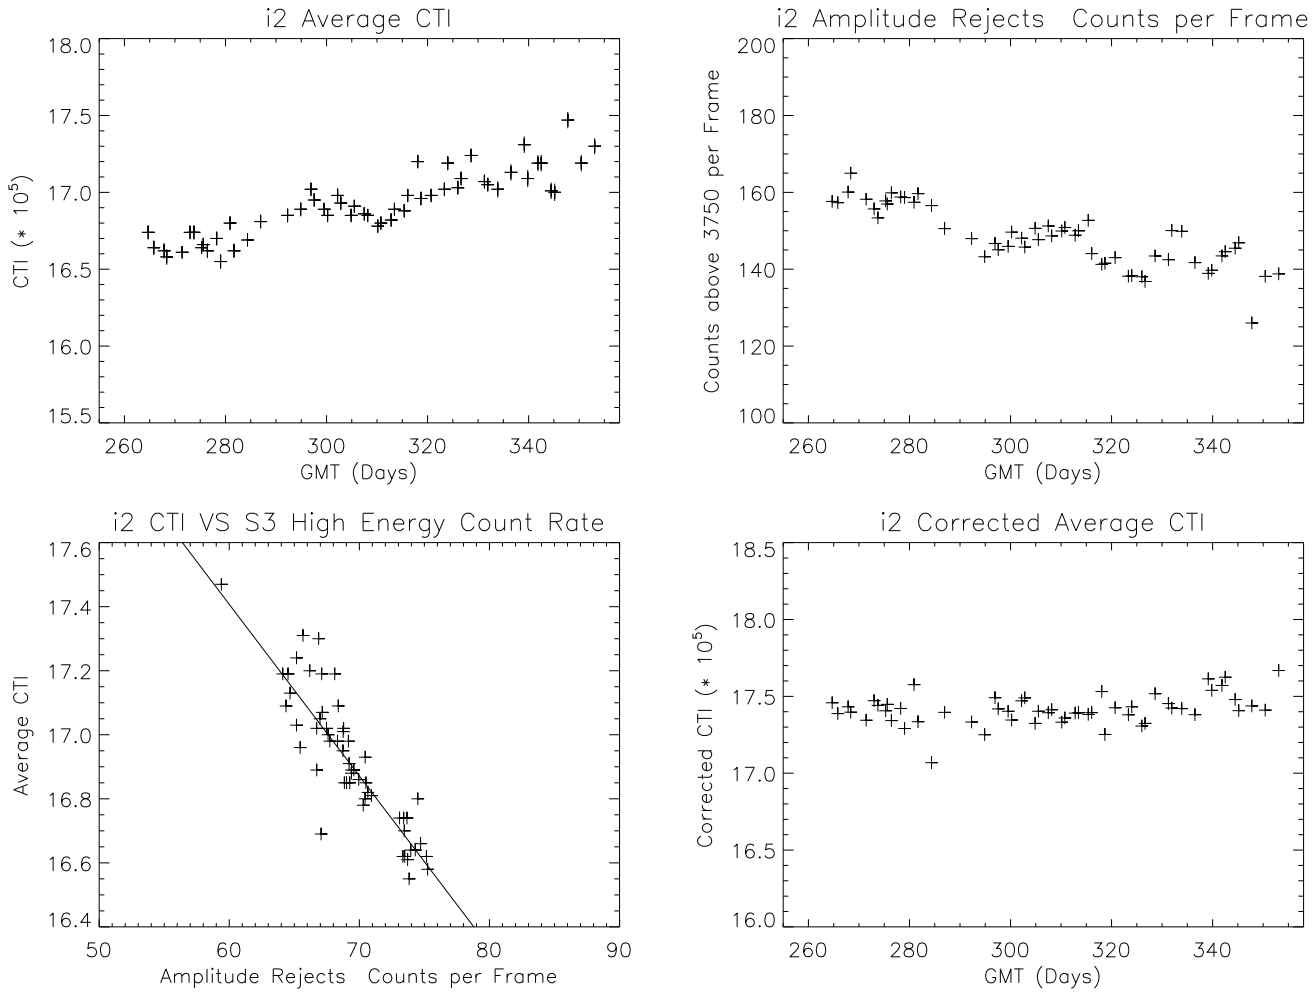 i2 Average CTI
18.0
17.5
17.0
16.5
16.0
15.5
CTI (* 10⁵)
260 280 300 320 340
GMT (Days)
i2 Amplitude Rejects Counts per Frame
200
180
160
140
120
100
Counts above 3750 per Frame
260 280 300 320 340
GMT (Days)
i2 CTI VS S3 High Energy Count Rate
17.6
17.4
17.2
17.0
16.8
16.6
16.4
Average CTI
50 60 70 80 90
Amplitude Rejects Counts per Frame
i2 Corrected Average CTI
18.5
18.0
17.5
17.0
16.5
16.0
Corrected CTI (* 10⁵)
260 280 300 320 340
GMT (Days)